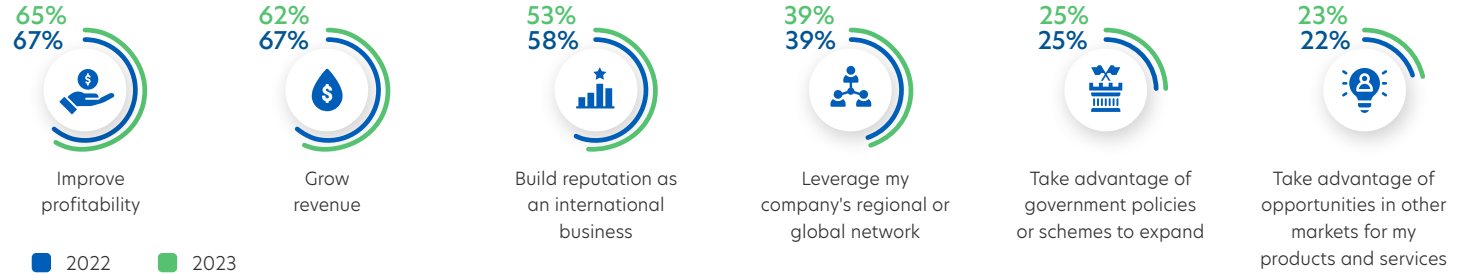 65%
67%
Improve
profitability
62%
67%
Grow
revenue
53%
58%
Build reputation as
an international
business
39%
39%
Leverage my
company's regional or
global network
25%
25%
Take advantage of
government policies
or schemes to expand
23%
22%
Take advantage of
opportunities in other
markets for my
products and services
2022
2023